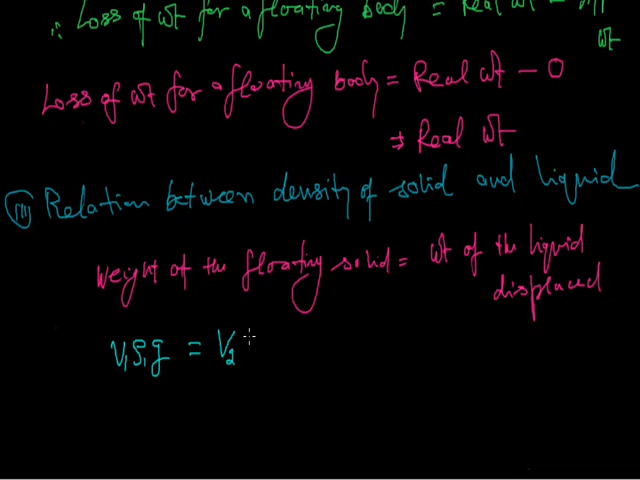 ∴ Loss of wt for a floating body = Real wt -
wt
Loss of wt for a floating body = Real wt - 0
⇒ Real wt
(iii) Relation between density of solid and liquid
Weight of the floating solid = wt of the liquid
displaced
V₁ρ₁g = V₂